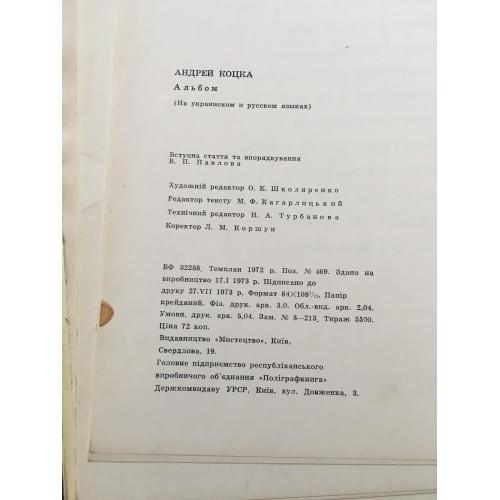 АНДРЕЙ КОЦКА
Альбом
(На украинском и русском языках)
Вступна стаття та впорядкування
В. П. Павлова
Художній редактор О. К. Школяренко
Редактор тексту М. Ф. Кагарлицький
Технічний редактор Н. А. Турбанова
Коректор Л. М. Коршун
БФ 32258. Темплан 1972 р. Поз. № 469. Здано на
виробництво 17.I 1973 р. Підписано до
друку 27.VII 1973 р. Формат 84×108¹/₁₂. Папір
крейдяний. Фіз. друк. арк. 3,0. Обл.-вид. арк. 2,04.
Умовн. друк. арк. 5,04. Зам. № 3—213. Тираж 5500.
Ціна 72 коп.
Видавництво «Мистецтво», Київ,
Свердлова, 19.
Головне підприємство республіканського
виробничого об'єднання «Поліграфкнига»
Держкомвидаву УРСР, Київ, вул. Довженка, 3.